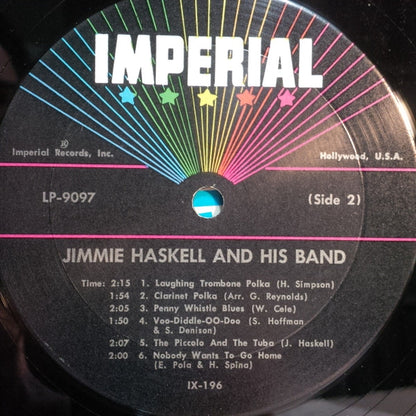 IMPERIAL
®
Imperial Records, Inc.
Hollywood, U.S.A.
LP-9097
(Side 2)
JIMMIE HASKELL AND HIS BAND
Time: 2:15 1. Laughing Trombone Polka (H. Simpson)
1:54 2. Clarinet Polka (Arr. G. Reynolds)
2:05 3. Penny Whistle Blues (W. Cele)
1:50 4. Voo-Diddle-OO-Doo (S. Hoffman
& S. Denison)
2:07 5. The Piccolo And The Tuba (J. Haskell)
2:00 6. Nobody Wants To Go Home
(E. Pola & H. Spina)
IX-196